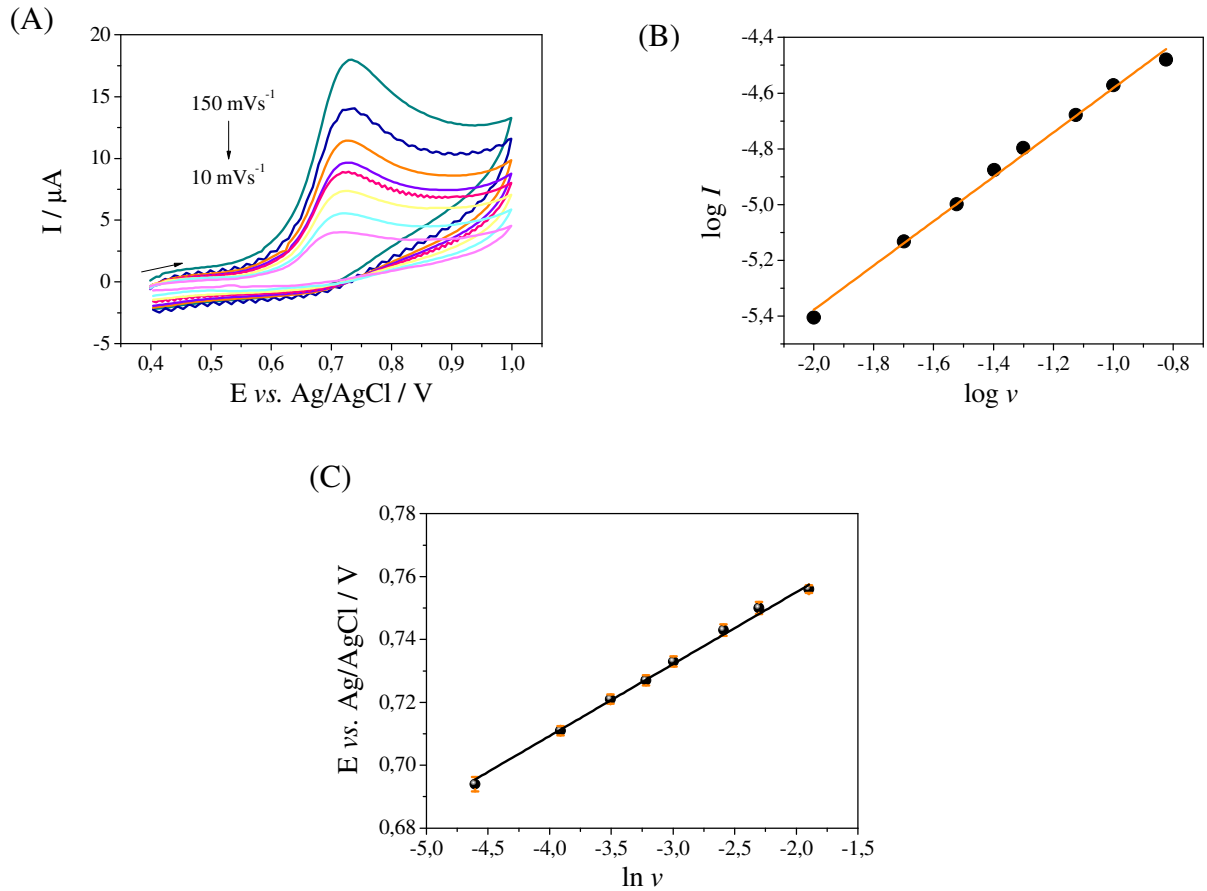 (A)
20
15
10
5
0
-5
I / µA
150 mVs⁻¹
10 mVs⁻¹
0,4 0,5 0,6 0,7 0,8 0,9 1,0
E vs. Ag/AgCl / V
(B)
-4,4
-4,6
-4,8
-5,0
-5,2
-5,4
log I
-2,0 -1,8 -1,6 -1,4 -1,2 -1,0 -0,8
log v
(C)
0,78
0,76
0,74
0,72
0,70
0,68
E vs. Ag/AgCl / V
-5,0 -4,5 -4,0 -3,5 -3,0 -2,5 -2,0 -1,5
ln v